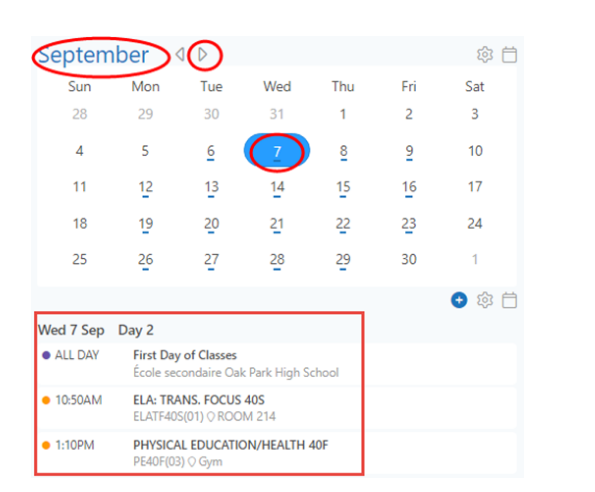 September
Sun Mon Tue Wed Thu Fri Sat
28 29 30 31 1 2 3
4 5 6 7 8 9 10
11 12 13 14 15 16 17
18 19 20 21 22 23 24
25 26 27 28 29 30 1
Wed 7 Sep Day 2
ALL DAY First Day of Classes
École secondaire Oak Park High School
10:50AM ELA: TRANS. FOCUS 40S
ELATF40S(01) ROOM 214
1:10PM PHYSICAL EDUCATION/HEALTH 40F
PE40F(03) Gym